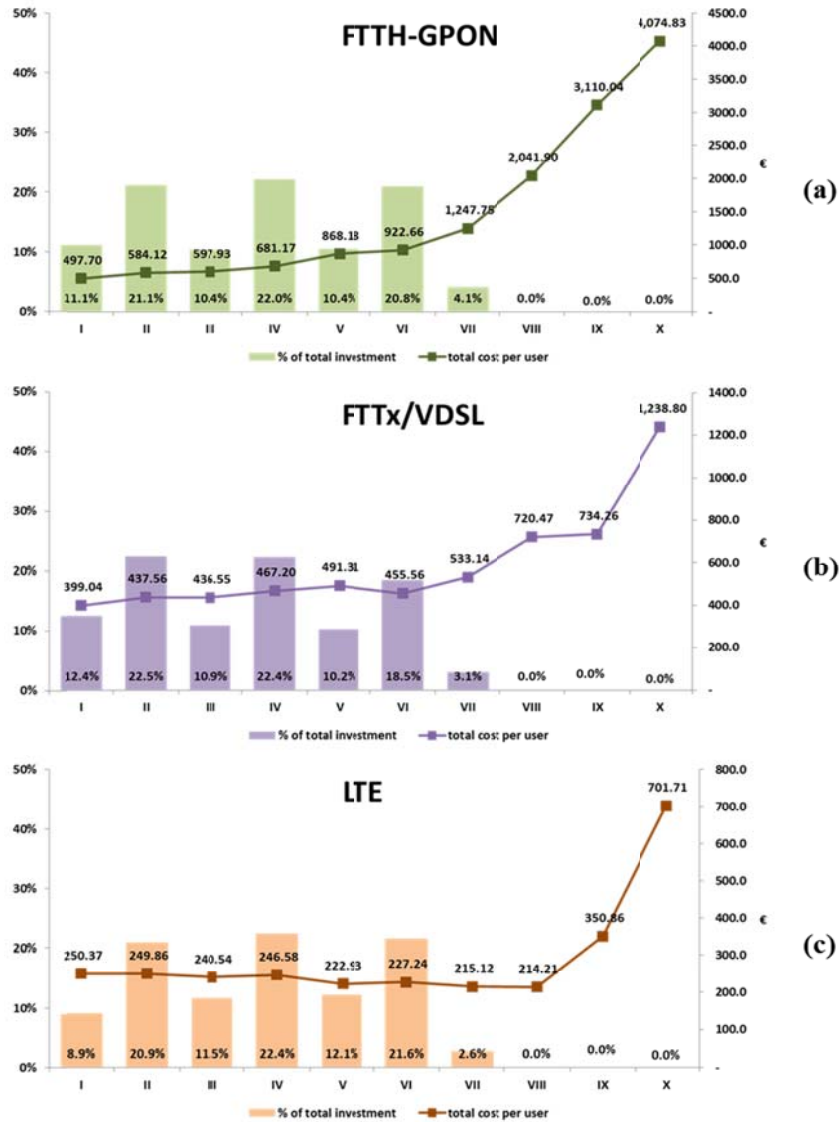 FTTH-GPON
50% 4500.0
4,074.83
4000.0
40% 3500.0
3,110.04
30% 3000.0
2500.0
€
2,041.90
20% 2000.0
1,247.75
1500.0
497.70 584.12 597.93 681.17 868.13 922.66
10% 1000.0
500.0
11.1% 21.1% 10.4% 22.0% 10.4% 20.8% 4.1% 0.0% 0.0% 0.0%
0% -
I II III IV V VI VII VIII IX X
% of total investment total cost per user
(a)
FTTx/VDSL
50% 1400.0
1,238.80
1200.0
40%
1000.0
30%
800.0
720.47 734.26
€
600.0
20%
399.04 437.56 436.55 467.20 491.31 455.56 533.14
400.0
10%
200.0
12.4% 22.5% 10.9% 22.4% 10.2% 18.5% 3.1% 0.0% 0.0% 0.0%
0% -
I II III IV V VI VII VIII IX X
% of total investment total cost per user
(b)
LTE
50% 800.0
701.71
700.0
40%
600.0
30% 500.0
400.0
€
350.86
20%
300.0
250.37 249.86 240.54 246.58 222.93 227.24 215.12 214.21
200.0
10%
100.0
8.9% 20.9% 11.5% 22.4% 12.1% 21.6% 2.6% 0.0% 0.0% 0.0%
0% -
I II III IV V VI VII VIII IX X
% of total investment total cost per user
(c)